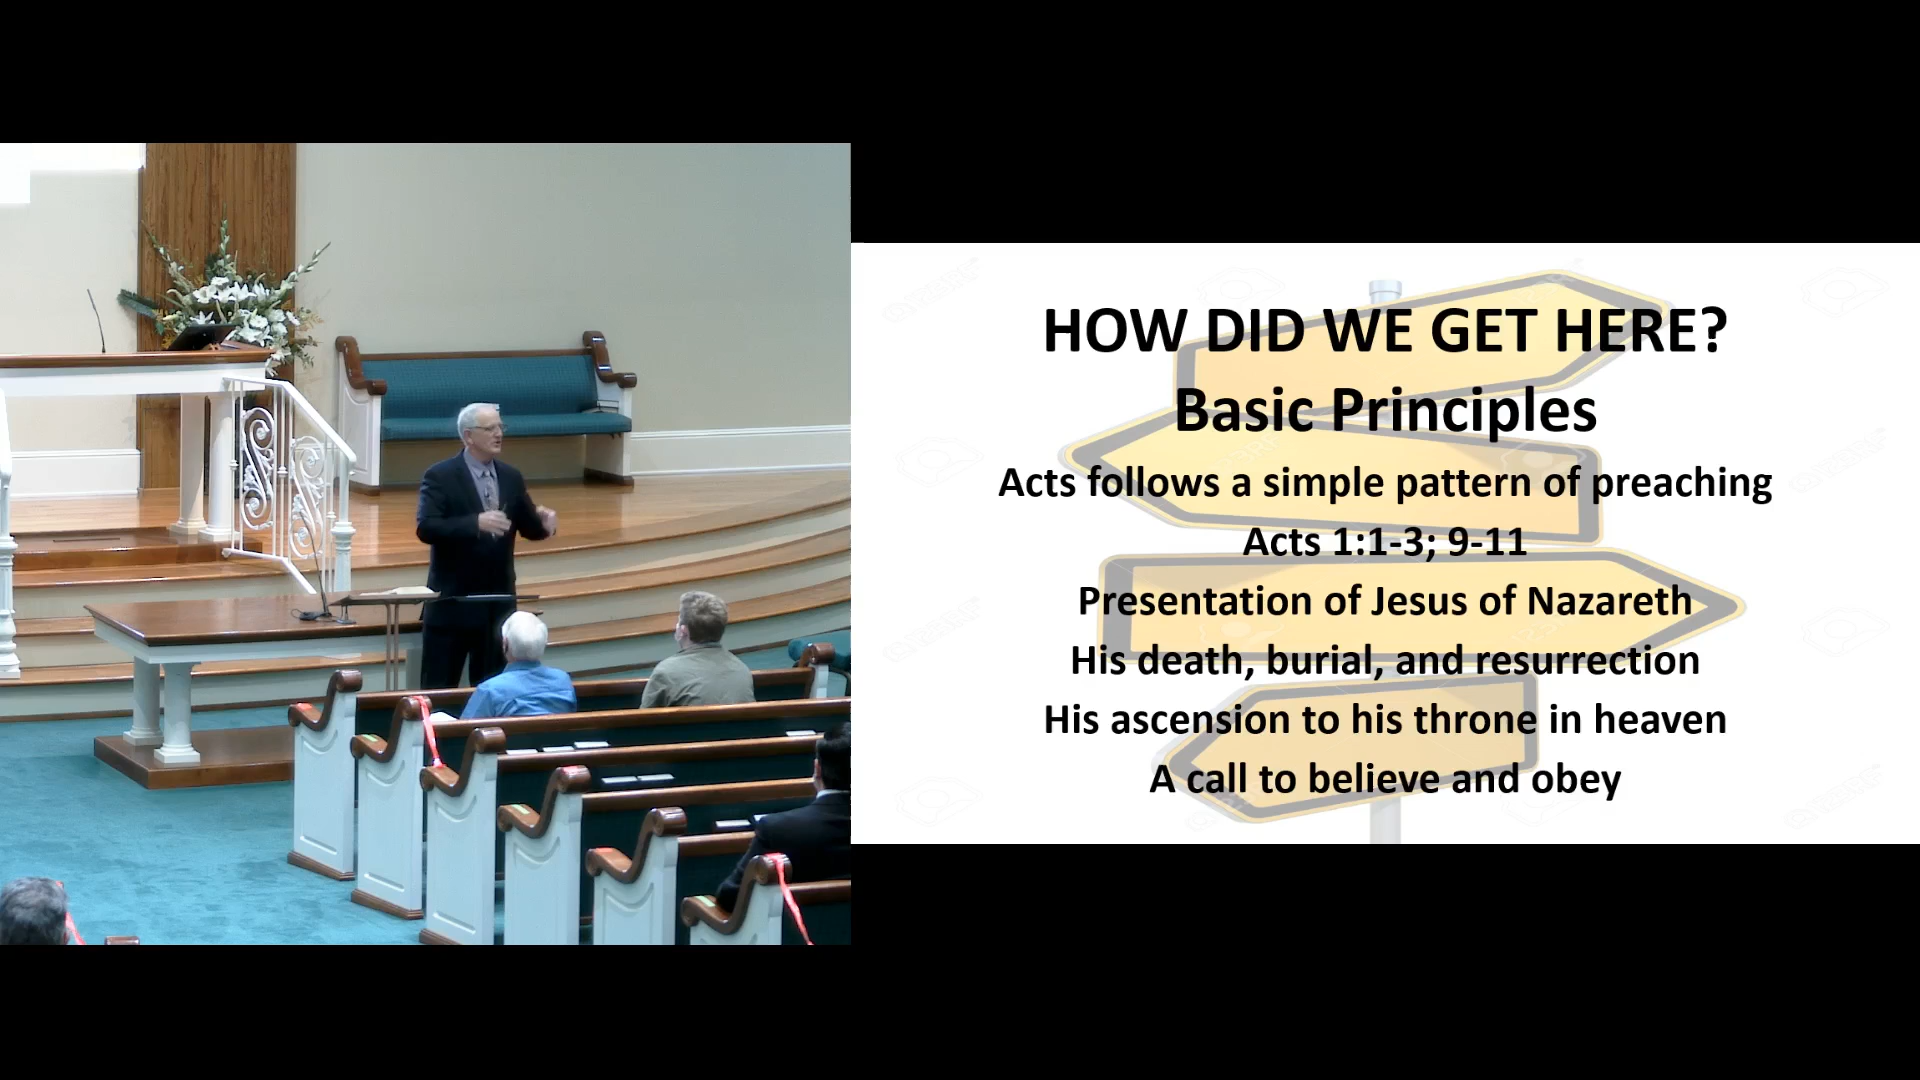 HOW DID WE GET HERE?
Basic Principles
Acts follows a simple pattern of preaching
Acts 1:1-3; 9-11
Presentation of Jesus of Nazareth
His death, burial, and resurrection
His ascension to his throne in heaven
A call to believe and obey